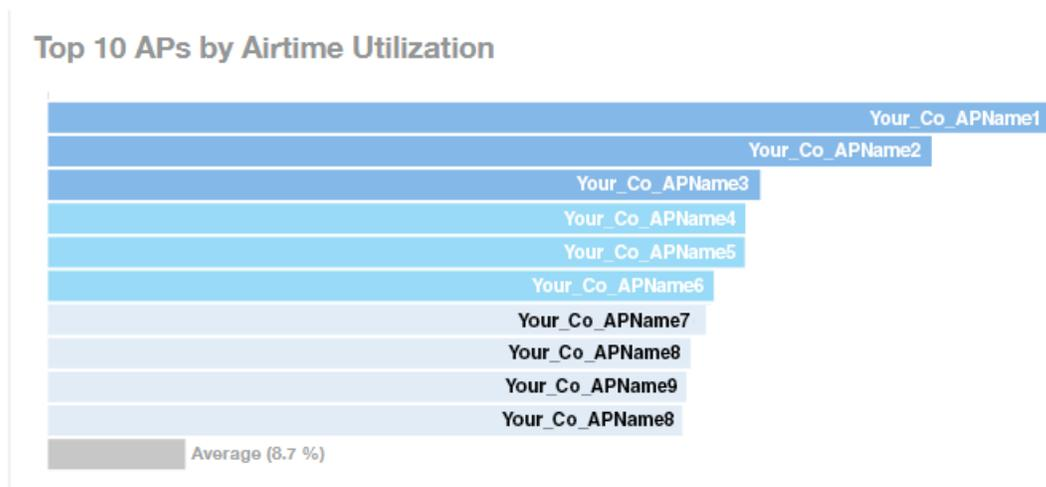 Top 10 APs by Airtime Utilization
Your_Co_APName1
Your_Co_APName2
Your_Co_APName3
Your_Co_APName4
Your_Co_APName5
Your_Co_APName6
Your_Co_APName7
Your_Co_APName8
Your_Co_APName9
Your_Co_APName8
Average (8.7 %)